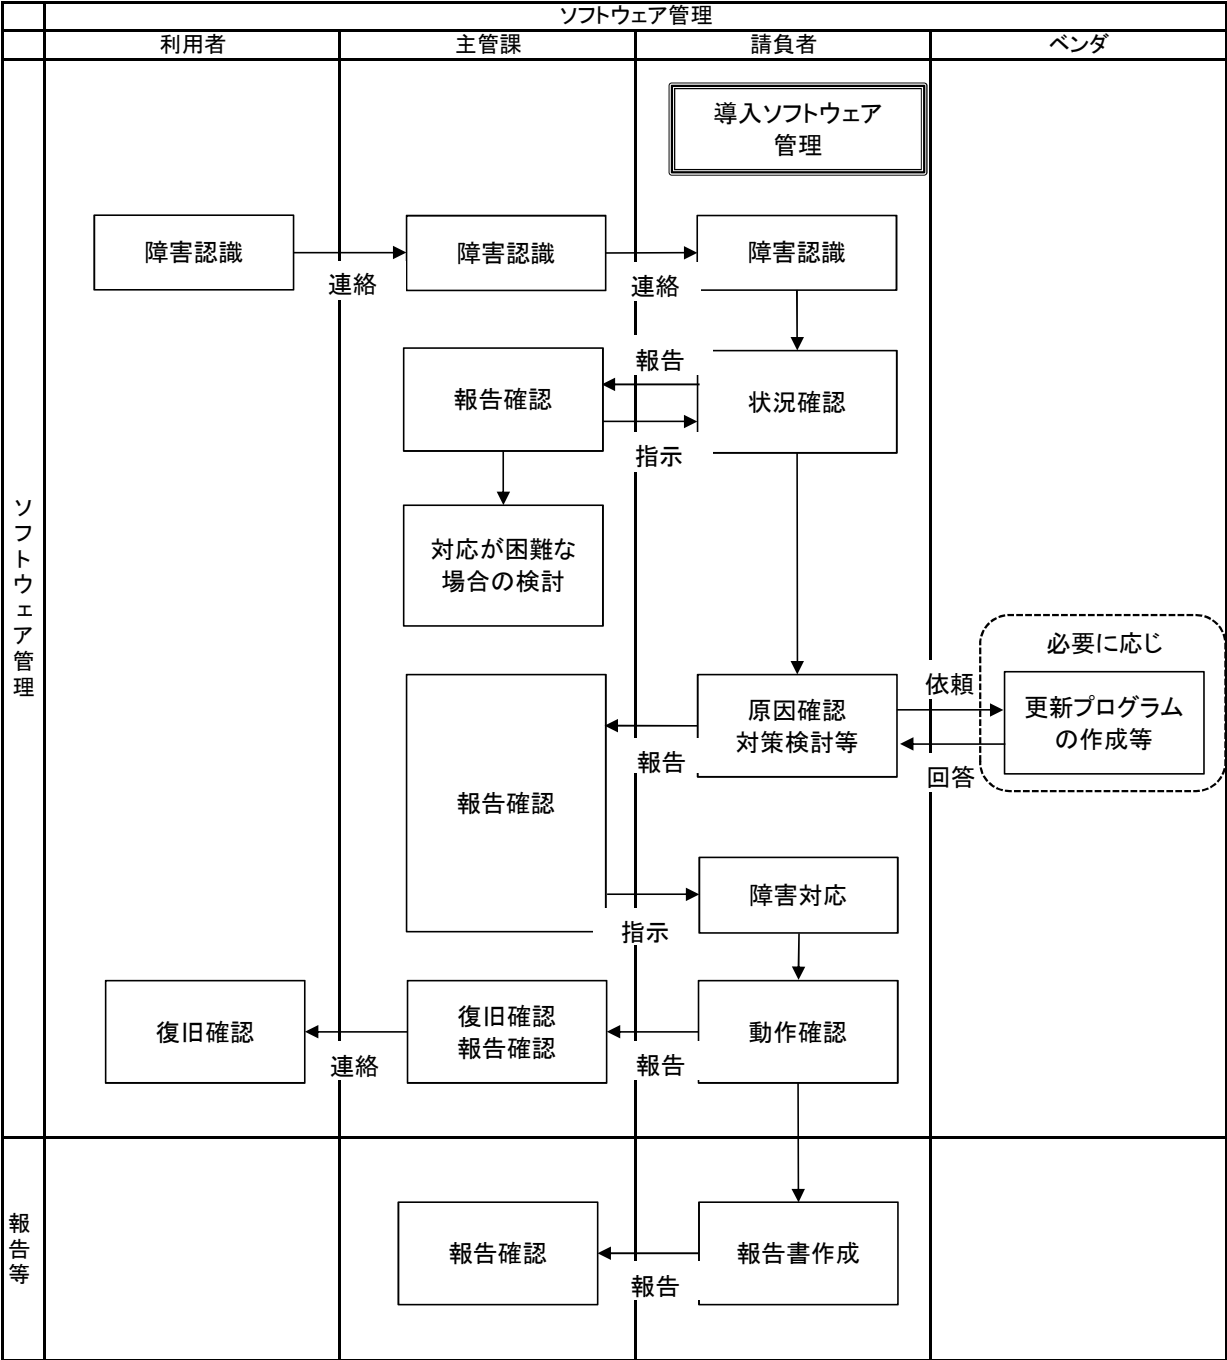 ソフトウェア管理
利用者
主管課
請負者
ベンダ
導入ソフトウェア
管理
障害認識
連絡
障害認識
連絡
障害認識
報告確認
報告
指示
状況確認
対応が困難な
場合の検討
ソフトウェア管理
必要に応じ
報告確認
報告
原因確認
対策検討等
依頼
回答
更新プログラム
の作成等
指示
障害対応
復旧確認
連絡
復旧確認
報告確認
報告
動作確認
報告等
報告確認
報告
報告書作成